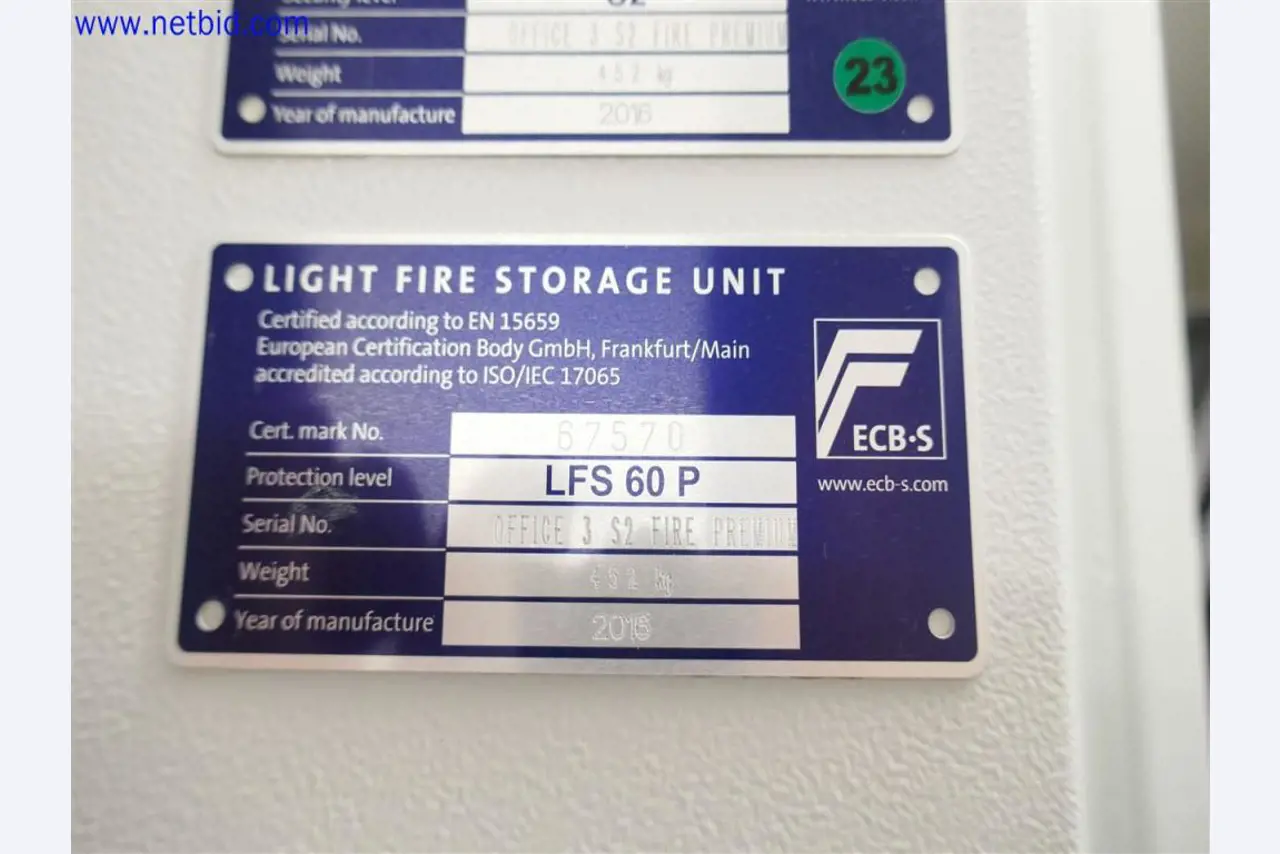 www.netbid.com
Serial No. OFFICE 3 S2 FIRE PREMIUM
Weight 452 kg
23
Year of manufacture 2016
LIGHT FIRE STORAGE UNIT
Certified according to EN 15659
European Certification Body GmbH, Frankfurt/Main
accredited according to ISO/IEC 17065
Cert. mark No. 67570
Protection level LFS 60 P
Serial No. OFFICE 3 S2 FIRE PREMIUM
Weight 452 kg
Year of manufacture 2016
ECB·S
www.ecb-s.com